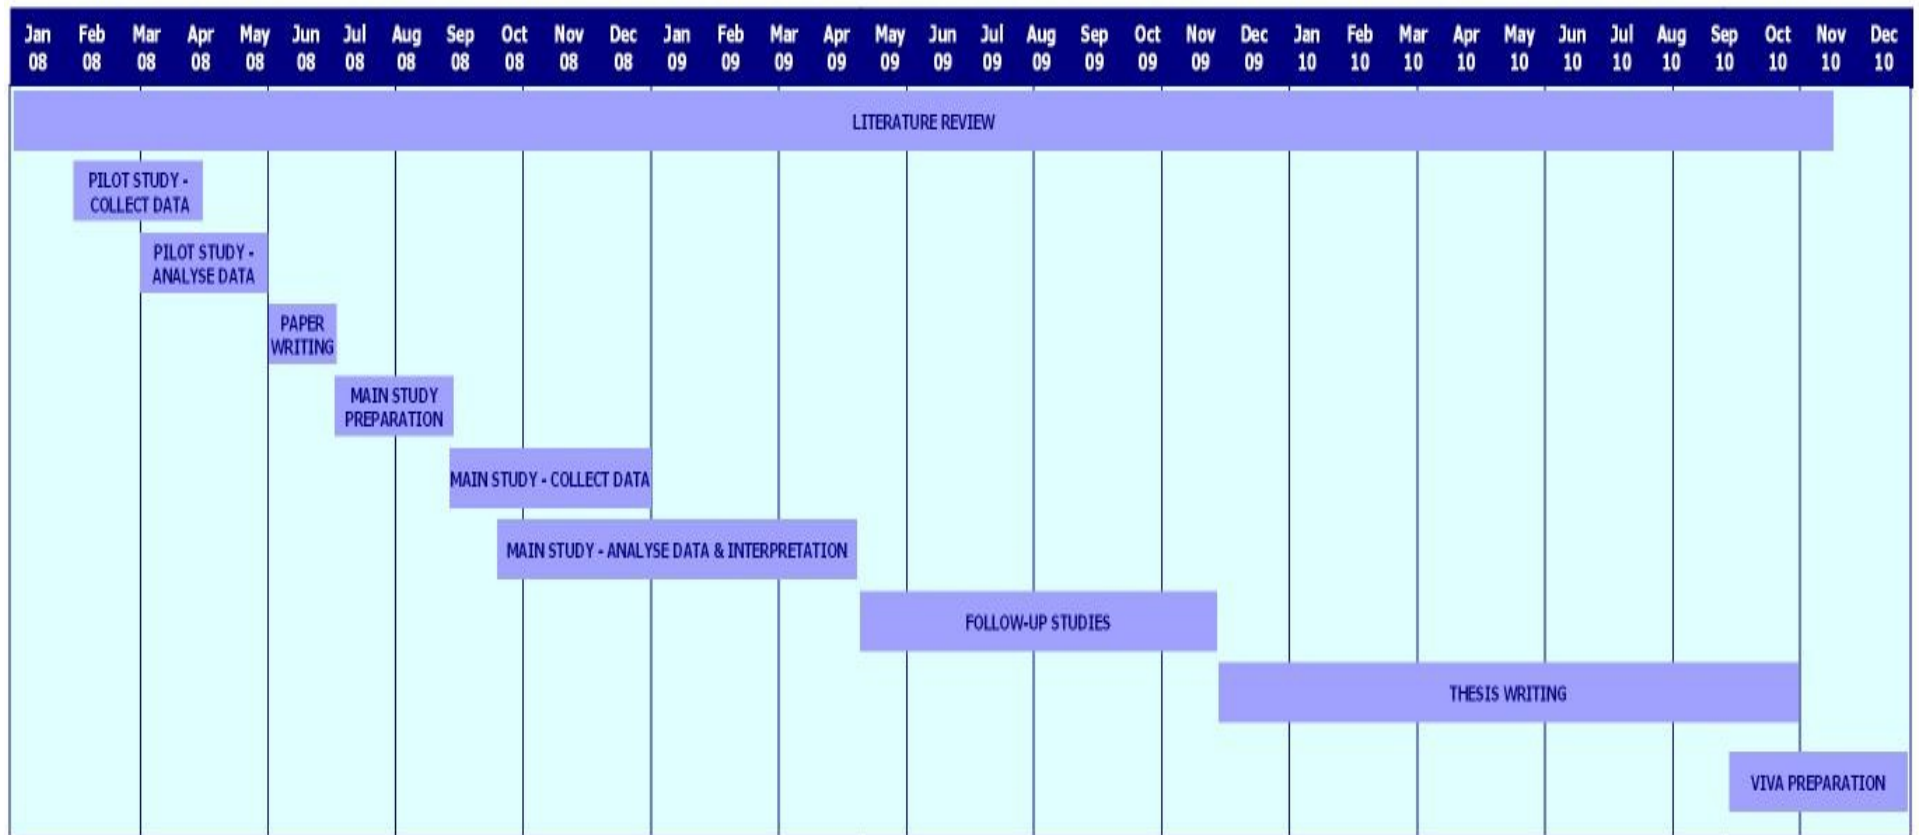 Jan Feb Mar Apr May Jun Jul Aug Sep Oct Nov Dec Jan Feb Mar Apr May Jun Jul Aug Sep Oct Nov Dec Jan Feb Mar Apr May Jun Jul Aug Sep Oct Nov Dec
08 08 08 08 08 08 08 08 08 08 08 08 09 09 09 09 09 09 09 09 09 09 09 09 10 10 10 10 10 10 10 10 10 10 10 10
LITERATURE REVIEW
PILOT STUDY -
COLLECT DATA
PILOT STUDY -
ANALYSE DATA
PAPER
WRITING
MAIN STUDY
PREPARATION
MAIN STUDY - COLLECT DATA
MAIN STUDY - ANALYSE DATA & INTERPRETATION
FOLLOW-UP STUDIES
THESIS WRITING
VIVA PREPARATION